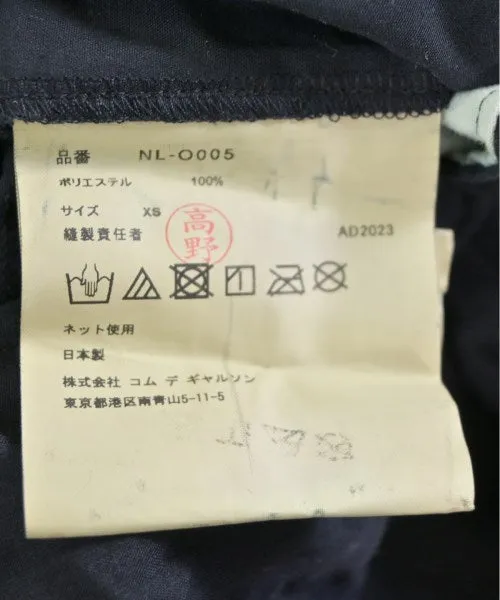 品番 NL-O005
ポリエステル 100%
サイズ XS
縫製責任者 高野 AD2023
ネット使用
日本製
株式会社 コム デ ギャルソン
東京都港区南青山5-11-5